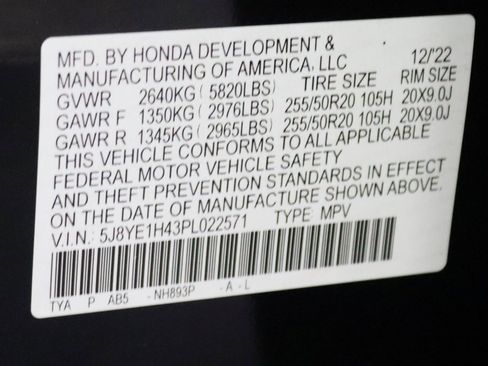 MFD. BY HONDA DEVELOPMENT &
MANUFACTURING OF AMERICA, LLC 12/'22
GVWR 2640KG (5820LBS) TIRE SIZE RIM SIZE
GAWR F 1350KG (2976LBS) 255/50R20 105H 20X9.0J
GAWR R 1345KG (2965LBS) 255/50R20 105H 20X9.0J
THIS VEHICLE CONFORMS TO ALL APPLICABLE
FEDERAL MOTOR VEHICLE SAFETY
AND THEFT PREVENTION STANDARDS IN EFFECT
ON THE DATE OF MANUFACTURE SHOWN ABOVE.
V.I.N.: 5J8YE1H43PL022571 TYPE: MPV
TYA P AB5 -NH893P -A -L